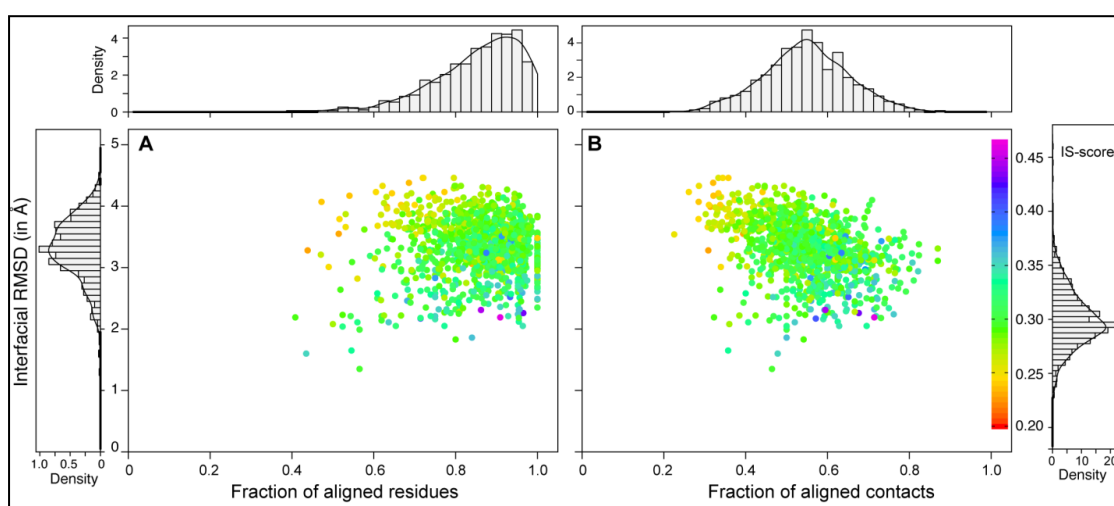 Density
4
2
0
4
2
0
A
B
IS-score
Interfacial RMSD (in Å)
5
4
3
2
1
0
0.45
0.40
0.35
0.30
0.25
0.20
1.0 0.5 0
Density
0 0.2 0.4 0.6 0.8 1.0
0 0.2 0.4 0.6 0.8 1.0
0 10 20
Density
Fraction of aligned residues
Fraction of aligned contacts